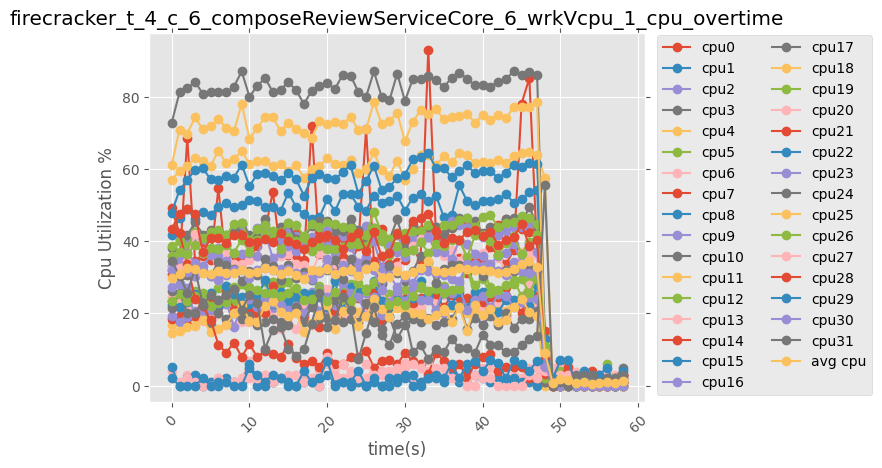 firecracker_t_4_c_6_composeReviewServiceCore_6_wrkVcpu_1_cpu_overtime
Cpu Utilization %
80
60
40
20
0
0
10
20
30
40
50
60
time(s)
cpu0
cpu1
cpu2
cpu3
cpu4
cpu5
cpu6
cpu7
cpu8
cpu9
cpu10
cpu11
cpu12
cpu13
cpu14
cpu15
cpu16
cpu17
cpu18
cpu19
cpu20
cpu21
cpu22
cpu23
cpu24
cpu25
cpu26
cpu27
cpu28
cpu29
cpu30
cpu31
avg cpu